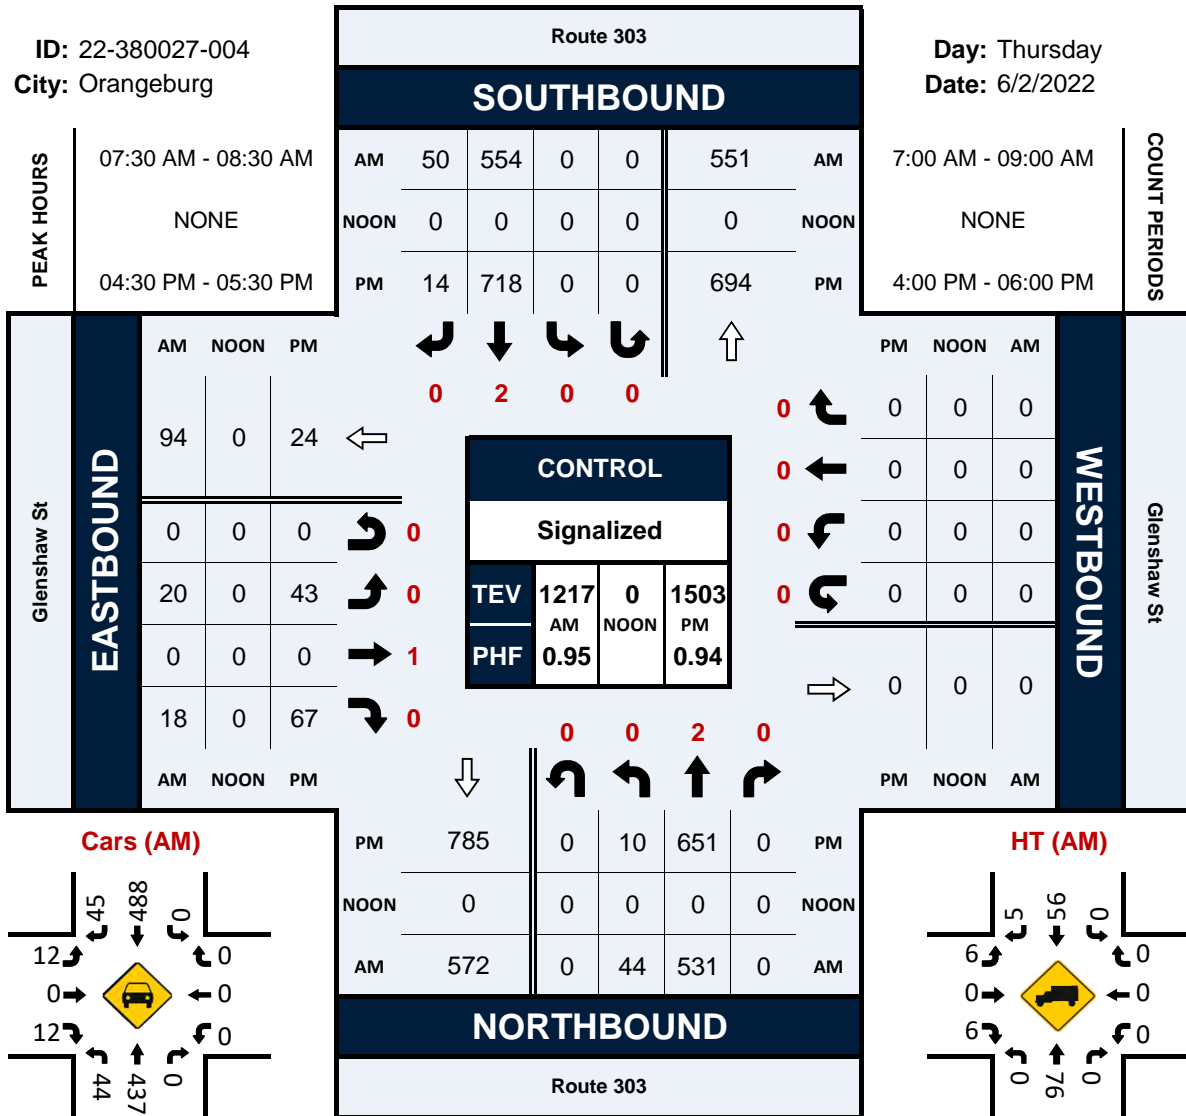 Route 303
ID: 22-380027-004
Day: Thursday
City: Orangeburg
Date: 6/2/2022
SOUTHBOUND
PEAK HOURS
07:30 AM - 08:30 AM
AM 50 554 0 0 551 AM
7:00 AM - 09:00 AM
COUNT PERIODS
NONE
NOON 0 0 0 0 0 NOON
NONE
04:30 PM - 05:30 PM
PM 14 718 0 0 694 PM
4:00 PM - 06:00 PM
0 2 0 0
Glenshaw St
EASTBOUND
AM NOON PM
94 0 24
0 0 0 0
20 0 43 0
0 0 0 1
18 0 67 0
AM NOON PM
CONTROL
Signalized
TEV 1217 0 1503
AM NOON PM
PHF 0.95 0.94
PM NOON AM
0 0 0 0
0 0 0 0
0 0 0 0
0 0 0 0
0 0 0
PM NOON AM
WESTBOUND
Glenshaw St
0 0 2 0
PM 785 0 10 651 0 PM
NOON 0 0 0 0 0 NOON
AM 572 0 44 531 0 AM
NORTHBOUND
Route 303
Cars (AM)
45 488 0
12 0
0 0
12 0
44 437 0
HT (AM)
5 56 0
6 0
0 0
6 0
0 76 0